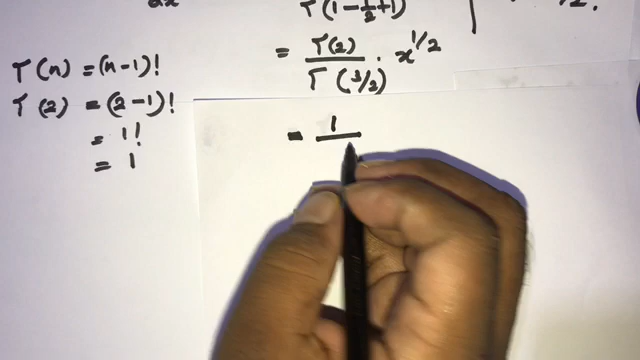 Γ(1-1/2+1)
Γ(n) = (n-1)!
= Γ(2)/Γ(3/2) . x^1/2
Γ(2) = (2-1)!
= 1!
= 1
= 1